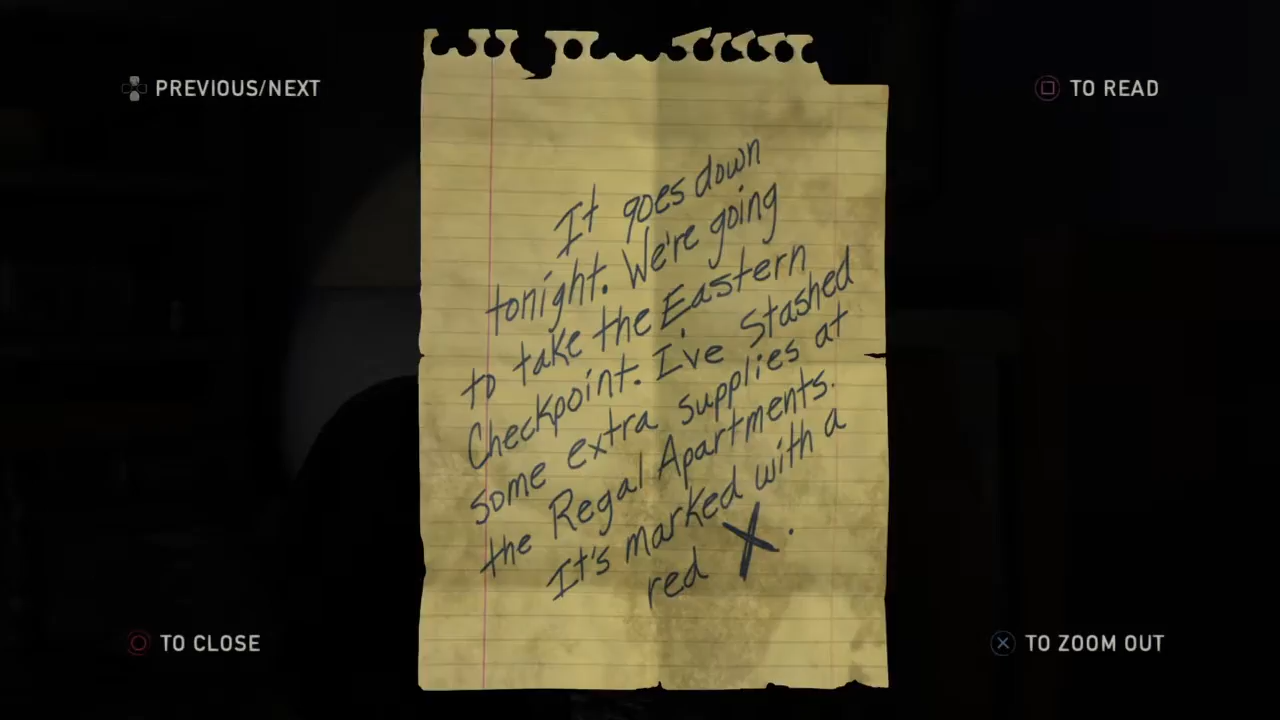 PREVIOUS/NEXT
TO READ
It goes down
tonight. We're going
to take the Eastern
Checkpoint. I've Stashed
some extra supplies at
the Regal Apartments.
It's marked with a
red X.
TO CLOSE
TO ZOOM OUT